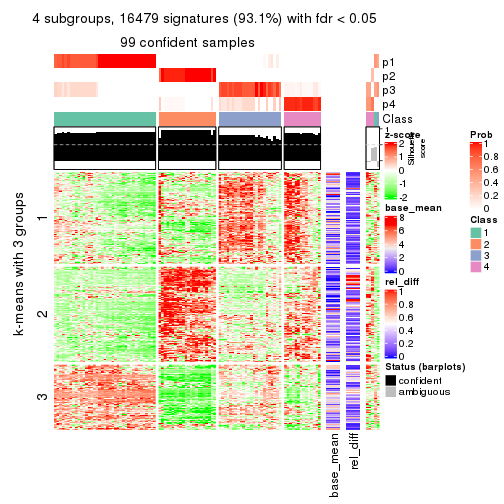 4 subgroups, 16479 signatures (93.1%) with fdr < 0.05
99 confident samples
p1
p2
p3
p4
Class
1
Silhouette
score
k-means with 3 groups
1
2
3
base_mean
rel_diff
z-score
2
1
0
-1
-2
base_mean
8
6
4
2
0
rel_diff
1
0.8
0.6
0.4
0.2
0
Status (barplots)
confident
ambiguous
Prob
1
0.8
0.6
0.4
0.2
0
Class
1
2
3
4